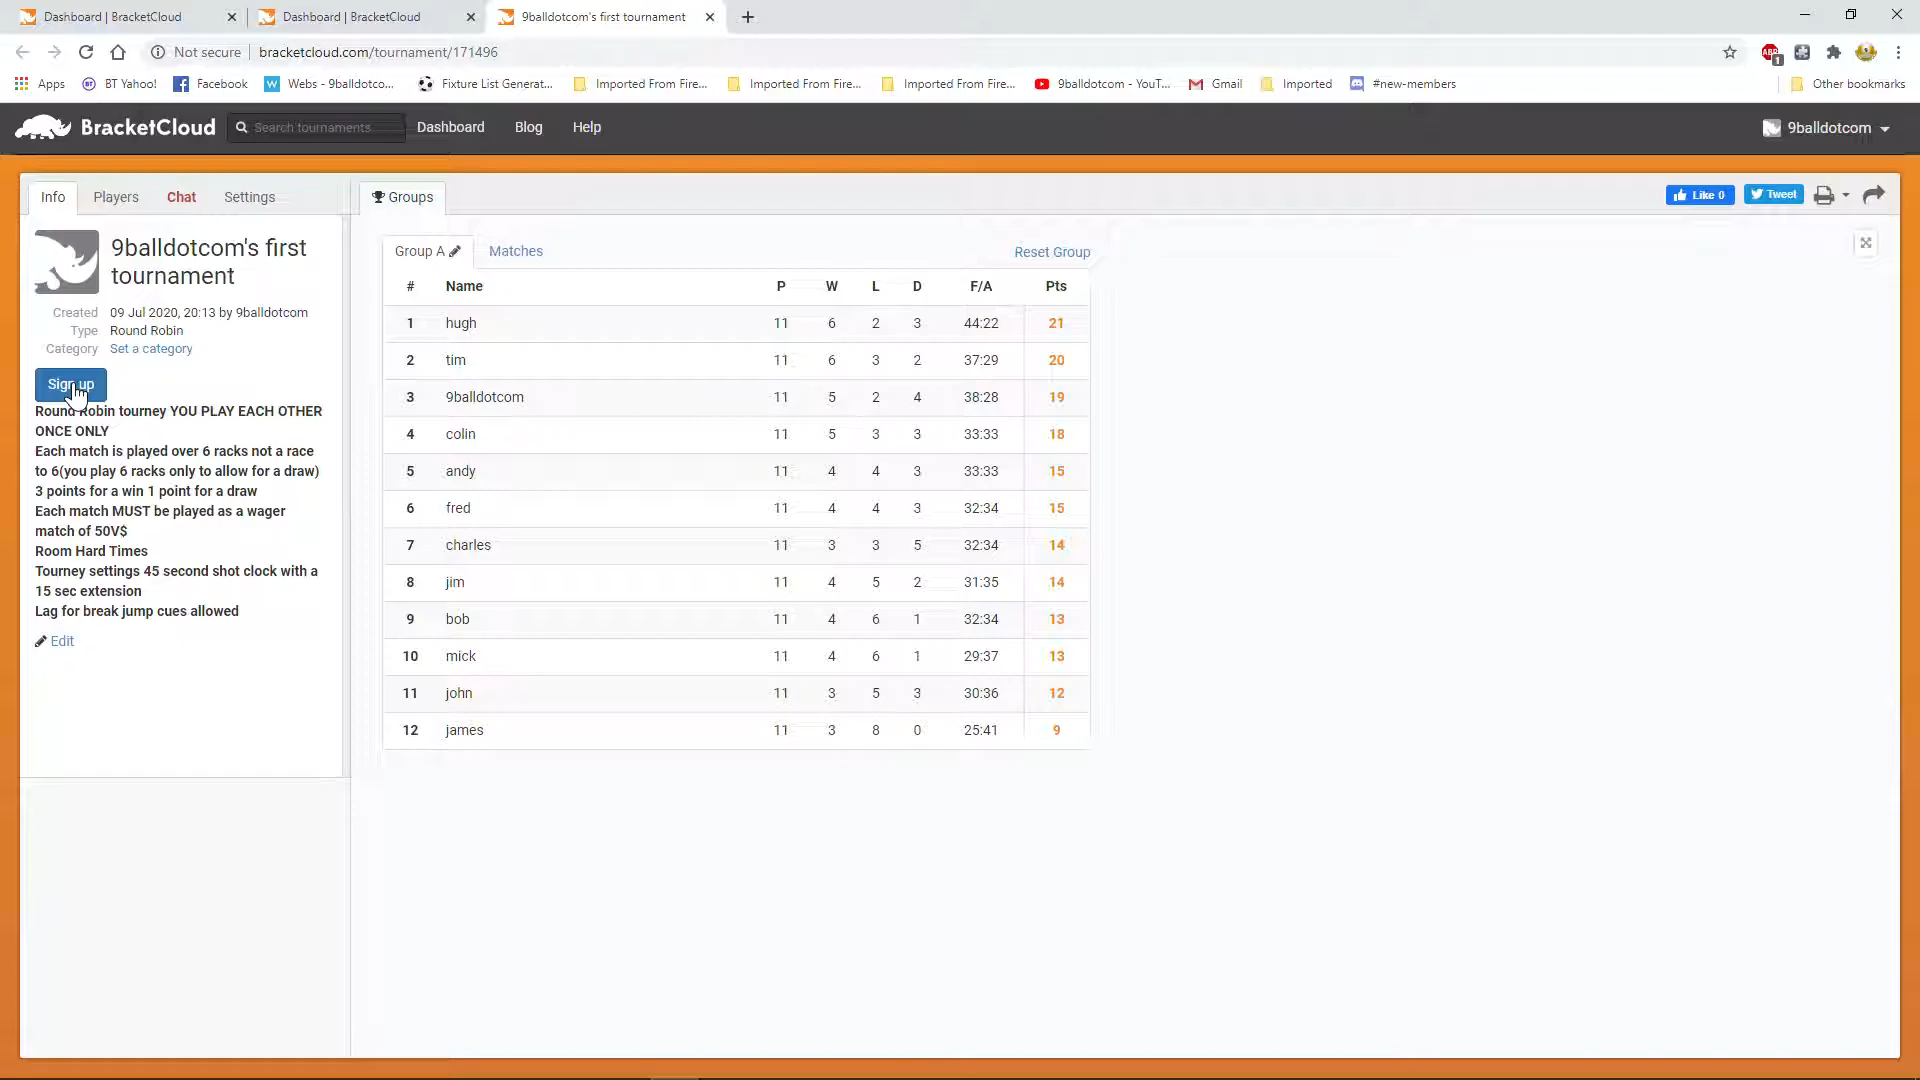 Dashboard | BracketCloud
Dashboard | BracketCloud
9balldotcom's first tournament
Not secure
bracketcloud.com/tournament/171496
Apps
BT Yahoo!
Facebook
Webs - 9balldotco...
Fixture List Generat...
Imported From Fire...
Imported From Fire...
Imported From Fire...
9balldotcom - YouT...
Gmail
Imported
#new-members
Other bookmarks
BracketCloud
Search tournaments
Dashboard
Blog
Help
9balldotcom
Info
Players
Chat
Settings
Groups
Like 0
Tweet
9balldotcom's first
tournament
Created 09 Jul 2020, 20:13 by 9balldotcom
Type Round Robin
Category Set a category
Sign up
Round Robin tourney YOU PLAY EACH OTHER
ONCE ONLY
Each match is played over 6 racks not a race
to 6(you play 6 racks only to allow for a draw)
3 points for a win 1 point for a draw
Each match MUST be played as a wager
match of 50V$
Room Hard Times
Tourney settings 45 second shot clock with a
15 sec extension
Lag for break jump cues allowed
Edit
Group A
Matches
Reset Group
# Name P W L D F/A Pts
1 hugh 11 6 2 3 44:22 21
2 tim 11 6 3 2 37:29 20
3 9balldotcom 11 5 2 4 38:28 19
4 colin 11 5 3 3 33:33 18
5 andy 11 4 4 3 33:33 15
6 fred 11 4 4 3 32:34 15
7 charles 11 3 3 5 32:34 14
8 jim 11 4 5 2 31:35 14
9 bob 11 4 6 1 32:34 13
10 mick 11 4 6 1 29:37 13
11 john 11 3 5 3 30:36 12
12 james 11 3 8 0 25:41 9